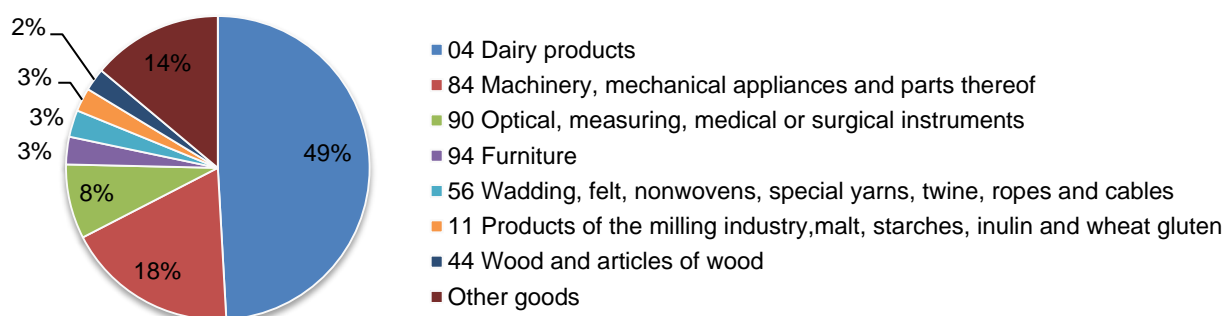 2%
14%
3%
3%
3%
8%
18%
49%
04 Dairy products
84 Machinery, mechanical appliances and parts thereof
90 Optical, measuring, medical or surgical instruments
94 Furniture
56 Wadding, felt, nonwovens, special yarns, twine, ropes and cables
11 Products of the milling industry,malt, starches, inulin and wheat gluten
44 Wood and articles of wood
Other goods